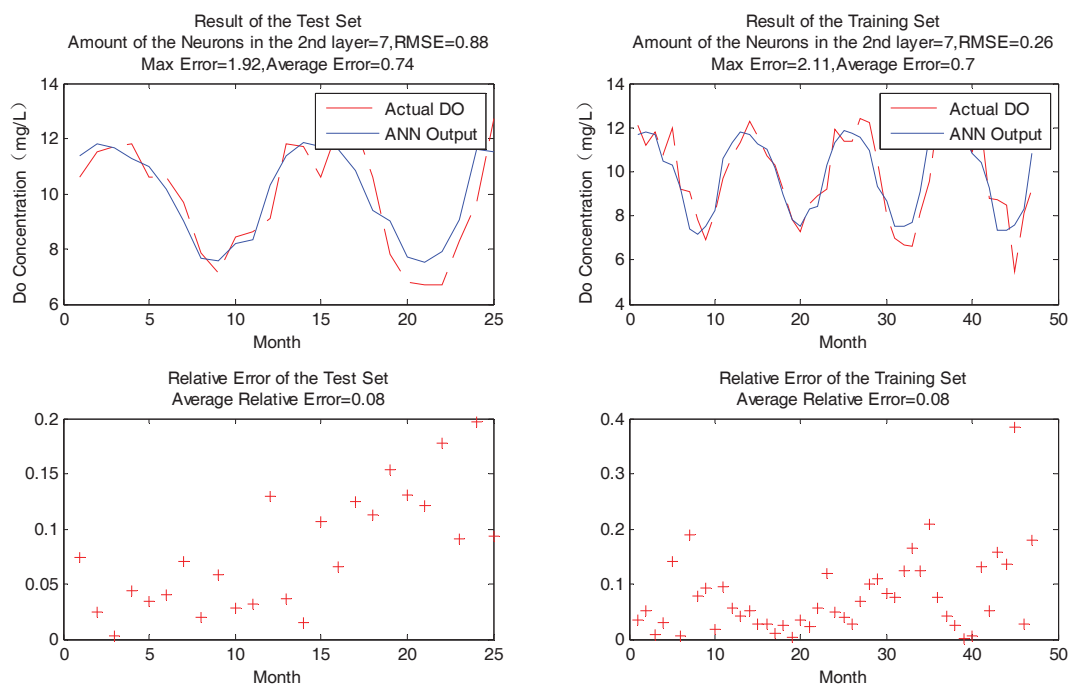 Result of the Test Set
Amount of the Neurons in the 2nd layer=7,RMSE=0.88
Max Error=1.92,Average Error=0.74
14
12
10
8
6
Do Concentration（mg/L）
Actual DO
ANN Output
0
5
10
15
20
25
Month
Result of the Training Set
Amount of the Neurons in the 2nd layer=7,RMSE=0.26
Max Error=2.11,Average Error=0.7
14
12
10
8
6
4
Do Concentration（mg/L）
Actual DO
ANN Output
0
10
20
30
40
50
Month
Relative Error of the Test Set
Average Relative Error=0.08
0.2
0.15
0.1
0.05
0
0
5
10
15
20
25
Month
Relative Error of the Training Set
Average Relative Error=0.08
0.4
0.3
0.2
0.1
0
0
10
20
30
40
50
Month